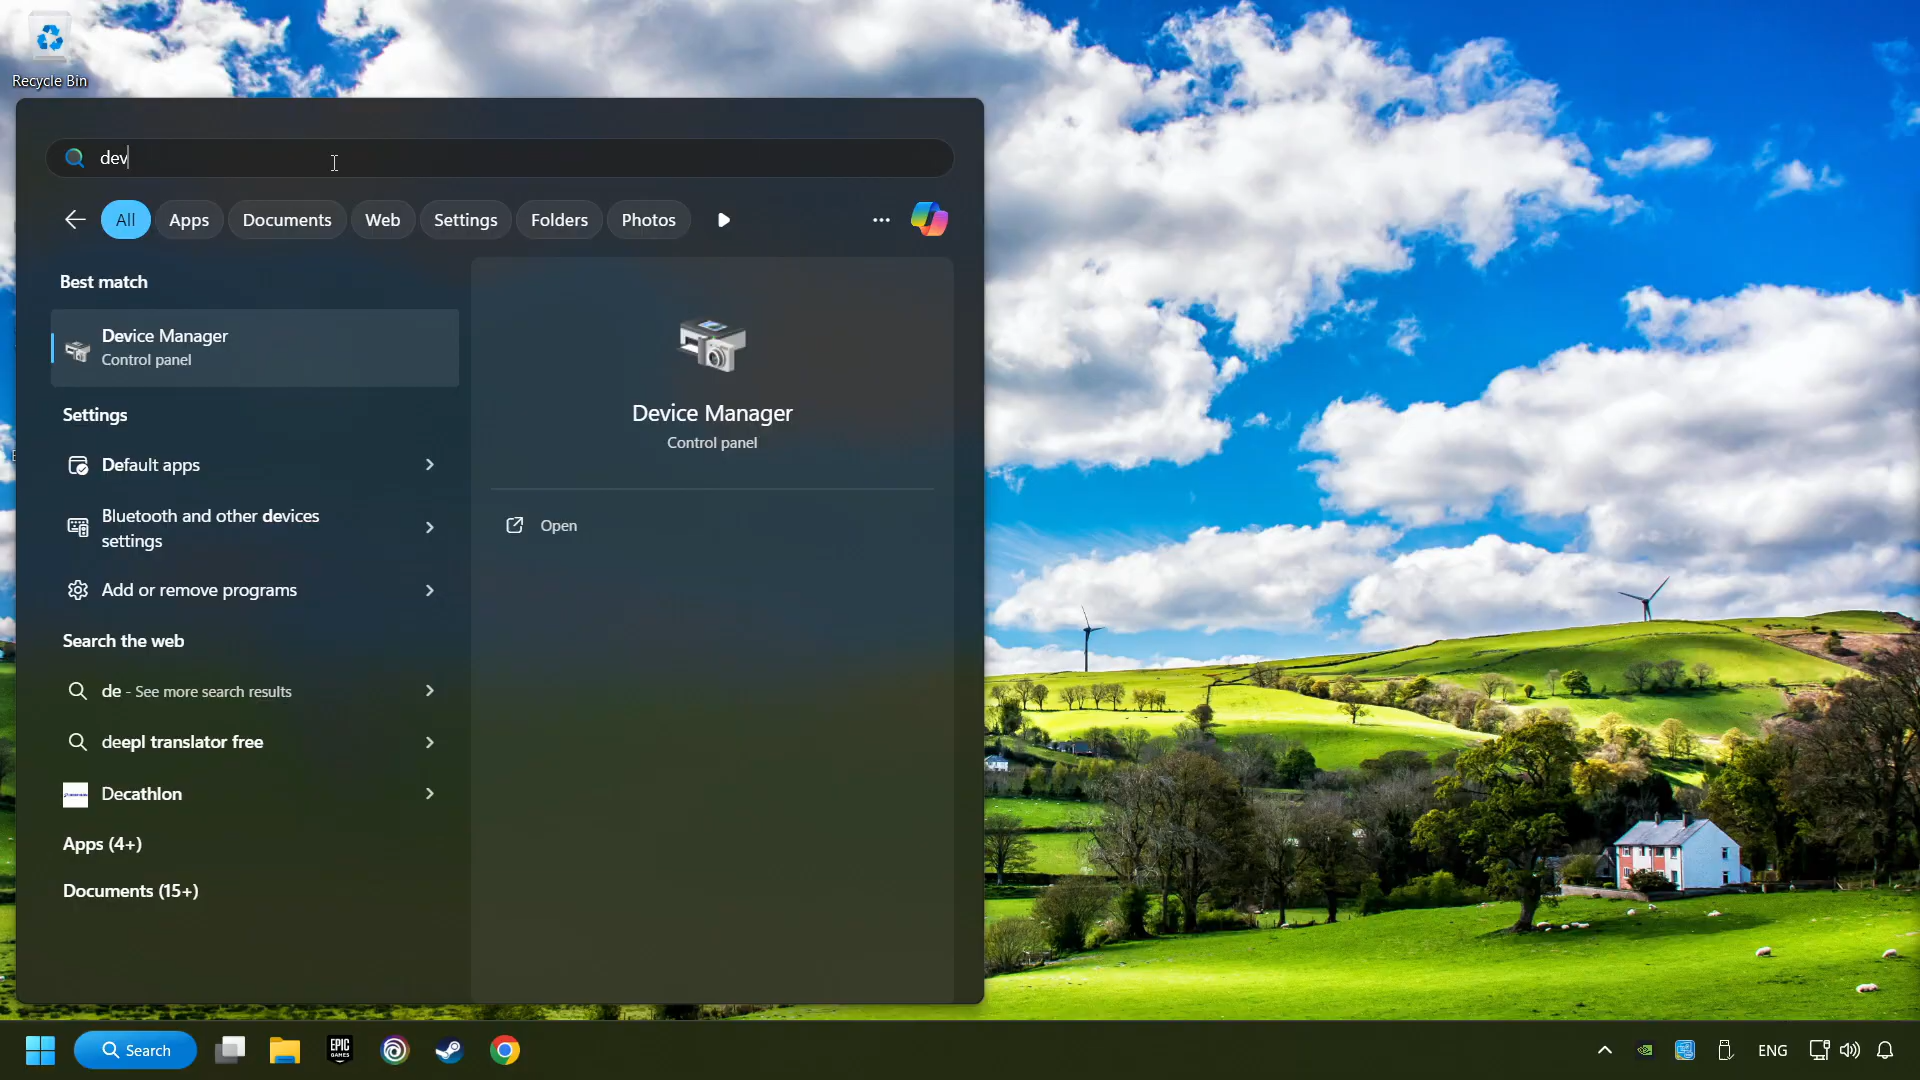 Recycle Bin
dev
All
Apps
Documents
Web
Settings
Folders
Photos
Best match
Device Manager
Control panel
Settings
Default apps
Bluetooth and other devices
settings
Add or remove programs
Search the web
de - See more search results
deepl translator free
Decathlon
Apps (4+)
Documents (15+)
Device Manager
Control panel
Open
Search
EPIC
GAMES
ENG